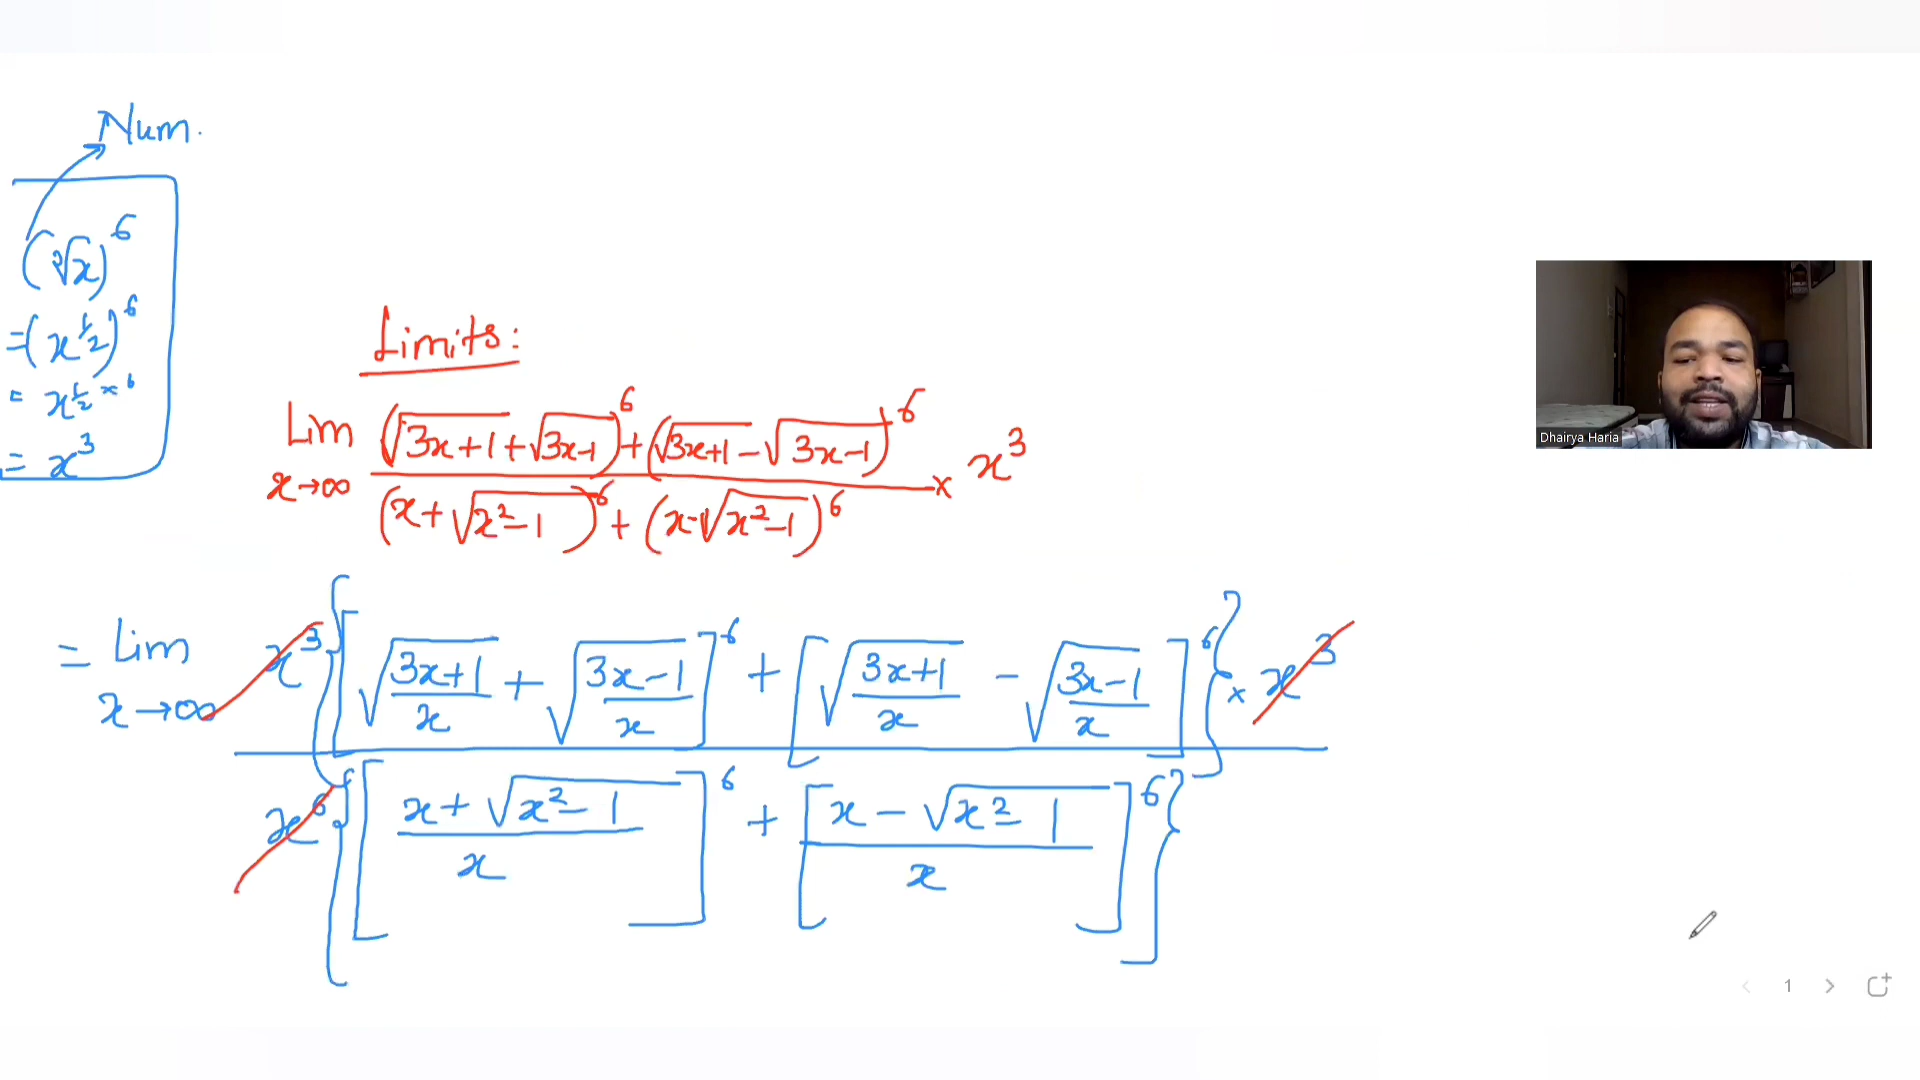 Num.
(²√x)^6
=(x^½)^6
= x^½ × 6
= x^3
Limits:
Lim x→∞ (√3x+1 + √3x-1)^6 + (√3x+1 - √3x-1)^6 / (x+√x²-1)^6 + (x-√x²-1)^6 × x^3
= Lim x→∞ x^3 {[√(3x+1/x) + √(3x-1/x)]^6 + [√(3x+1/x) - √(3x-1/x)]^6} × x^3
x^6 {[x+√x²-1 / x]^6 + [x-√x²-1 / x]^6}
Dhairya Haria
1